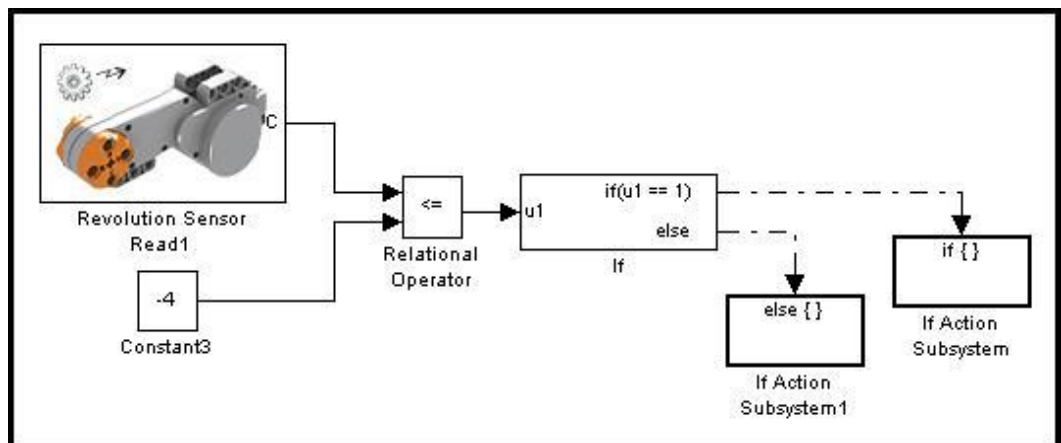 C
Revolution Sensor
Read1
-4
Constant3
<=
Relational
Operator
u1
if(u1 == 1)
else
If
else { }
If Action
Subsystem1
if { }
If Action
Subsystem